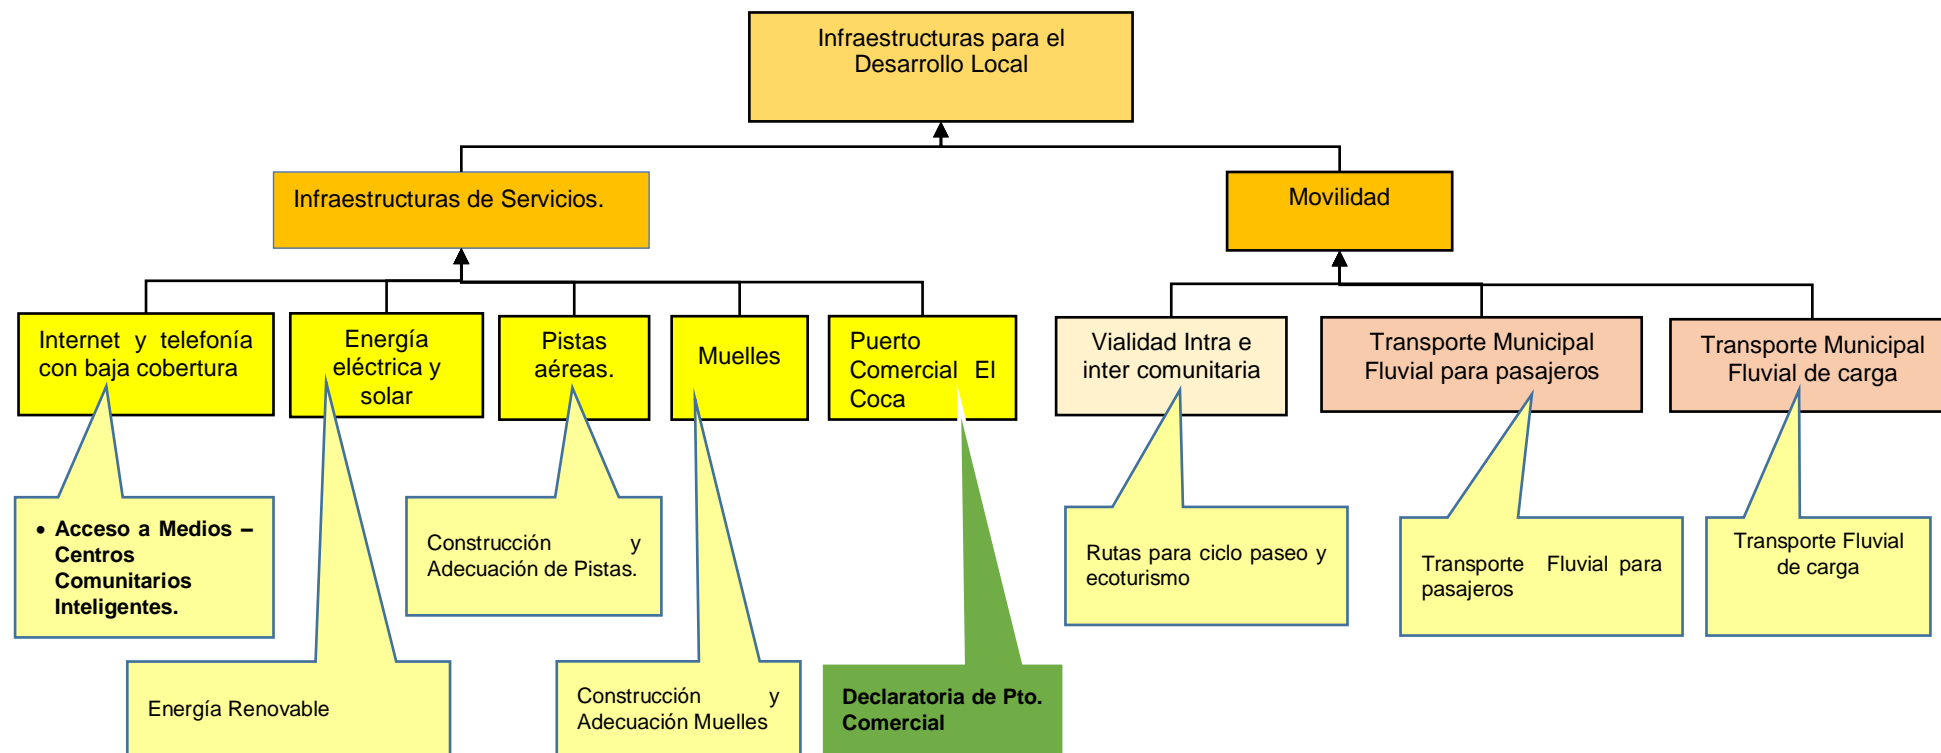 Infraestructuras para el
Desarrollo Local
Infraestructuras de Servicios.
Movilidad
Internet y telefonía
con baja cobertura
Energía
eléctrica y
solar
Pistas
aéreas.
Muelles
Puerto
Comercial El
Coca
Vialidad Intra e
inter comunitaria
Transporte Municipal
Fluvial para pasajeros
Transporte Municipal
Fluvial de carga
• Acceso a Medios –
Centros
Comunitarios
Inteligentes.
Energía Renovable
Construcción y
Adecuación de Pistas.
Construcción y
Adecuación Muelles
Declaratoria de Pto.
Comercial
Rutas para ciclo paseo y
ecoturismo
Transporte Fluvial para
pasajeros
Transporte Fluvial
de carga